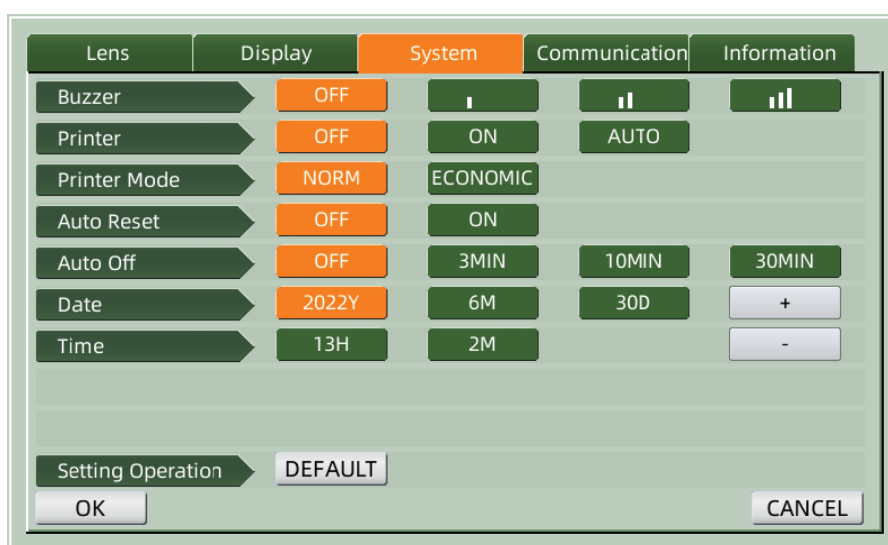 Lens Display System Communication Information
Buzzer OFF
Printer OFF ON AUTO
Printer Mode NORM ECONOMIC
Auto Reset OFF ON
Auto Off OFF 3MIN 10MIN 30MIN
Date 2022Y 6M 30D +
Time 13H 2M -
Setting Operation DEFAULT
OK CANCEL